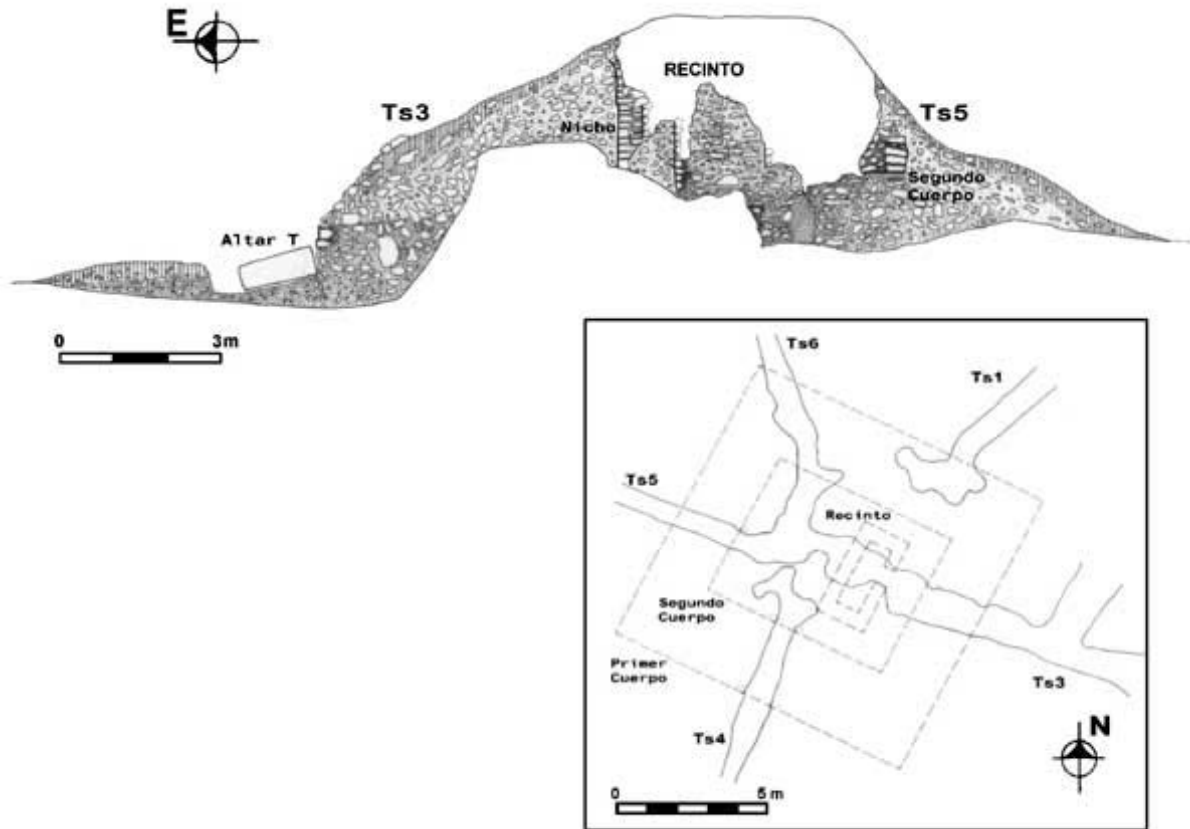 E
RECINTO
Ts3
Ts5
Nicho
Segundo
Cuerpo
Altar T
0 3m
Ts6
Ts1
Ts5
Recinto
Segundo
Cuerpo
Primer
Cuerpo
Ts3
Ts4
N
0 5 m